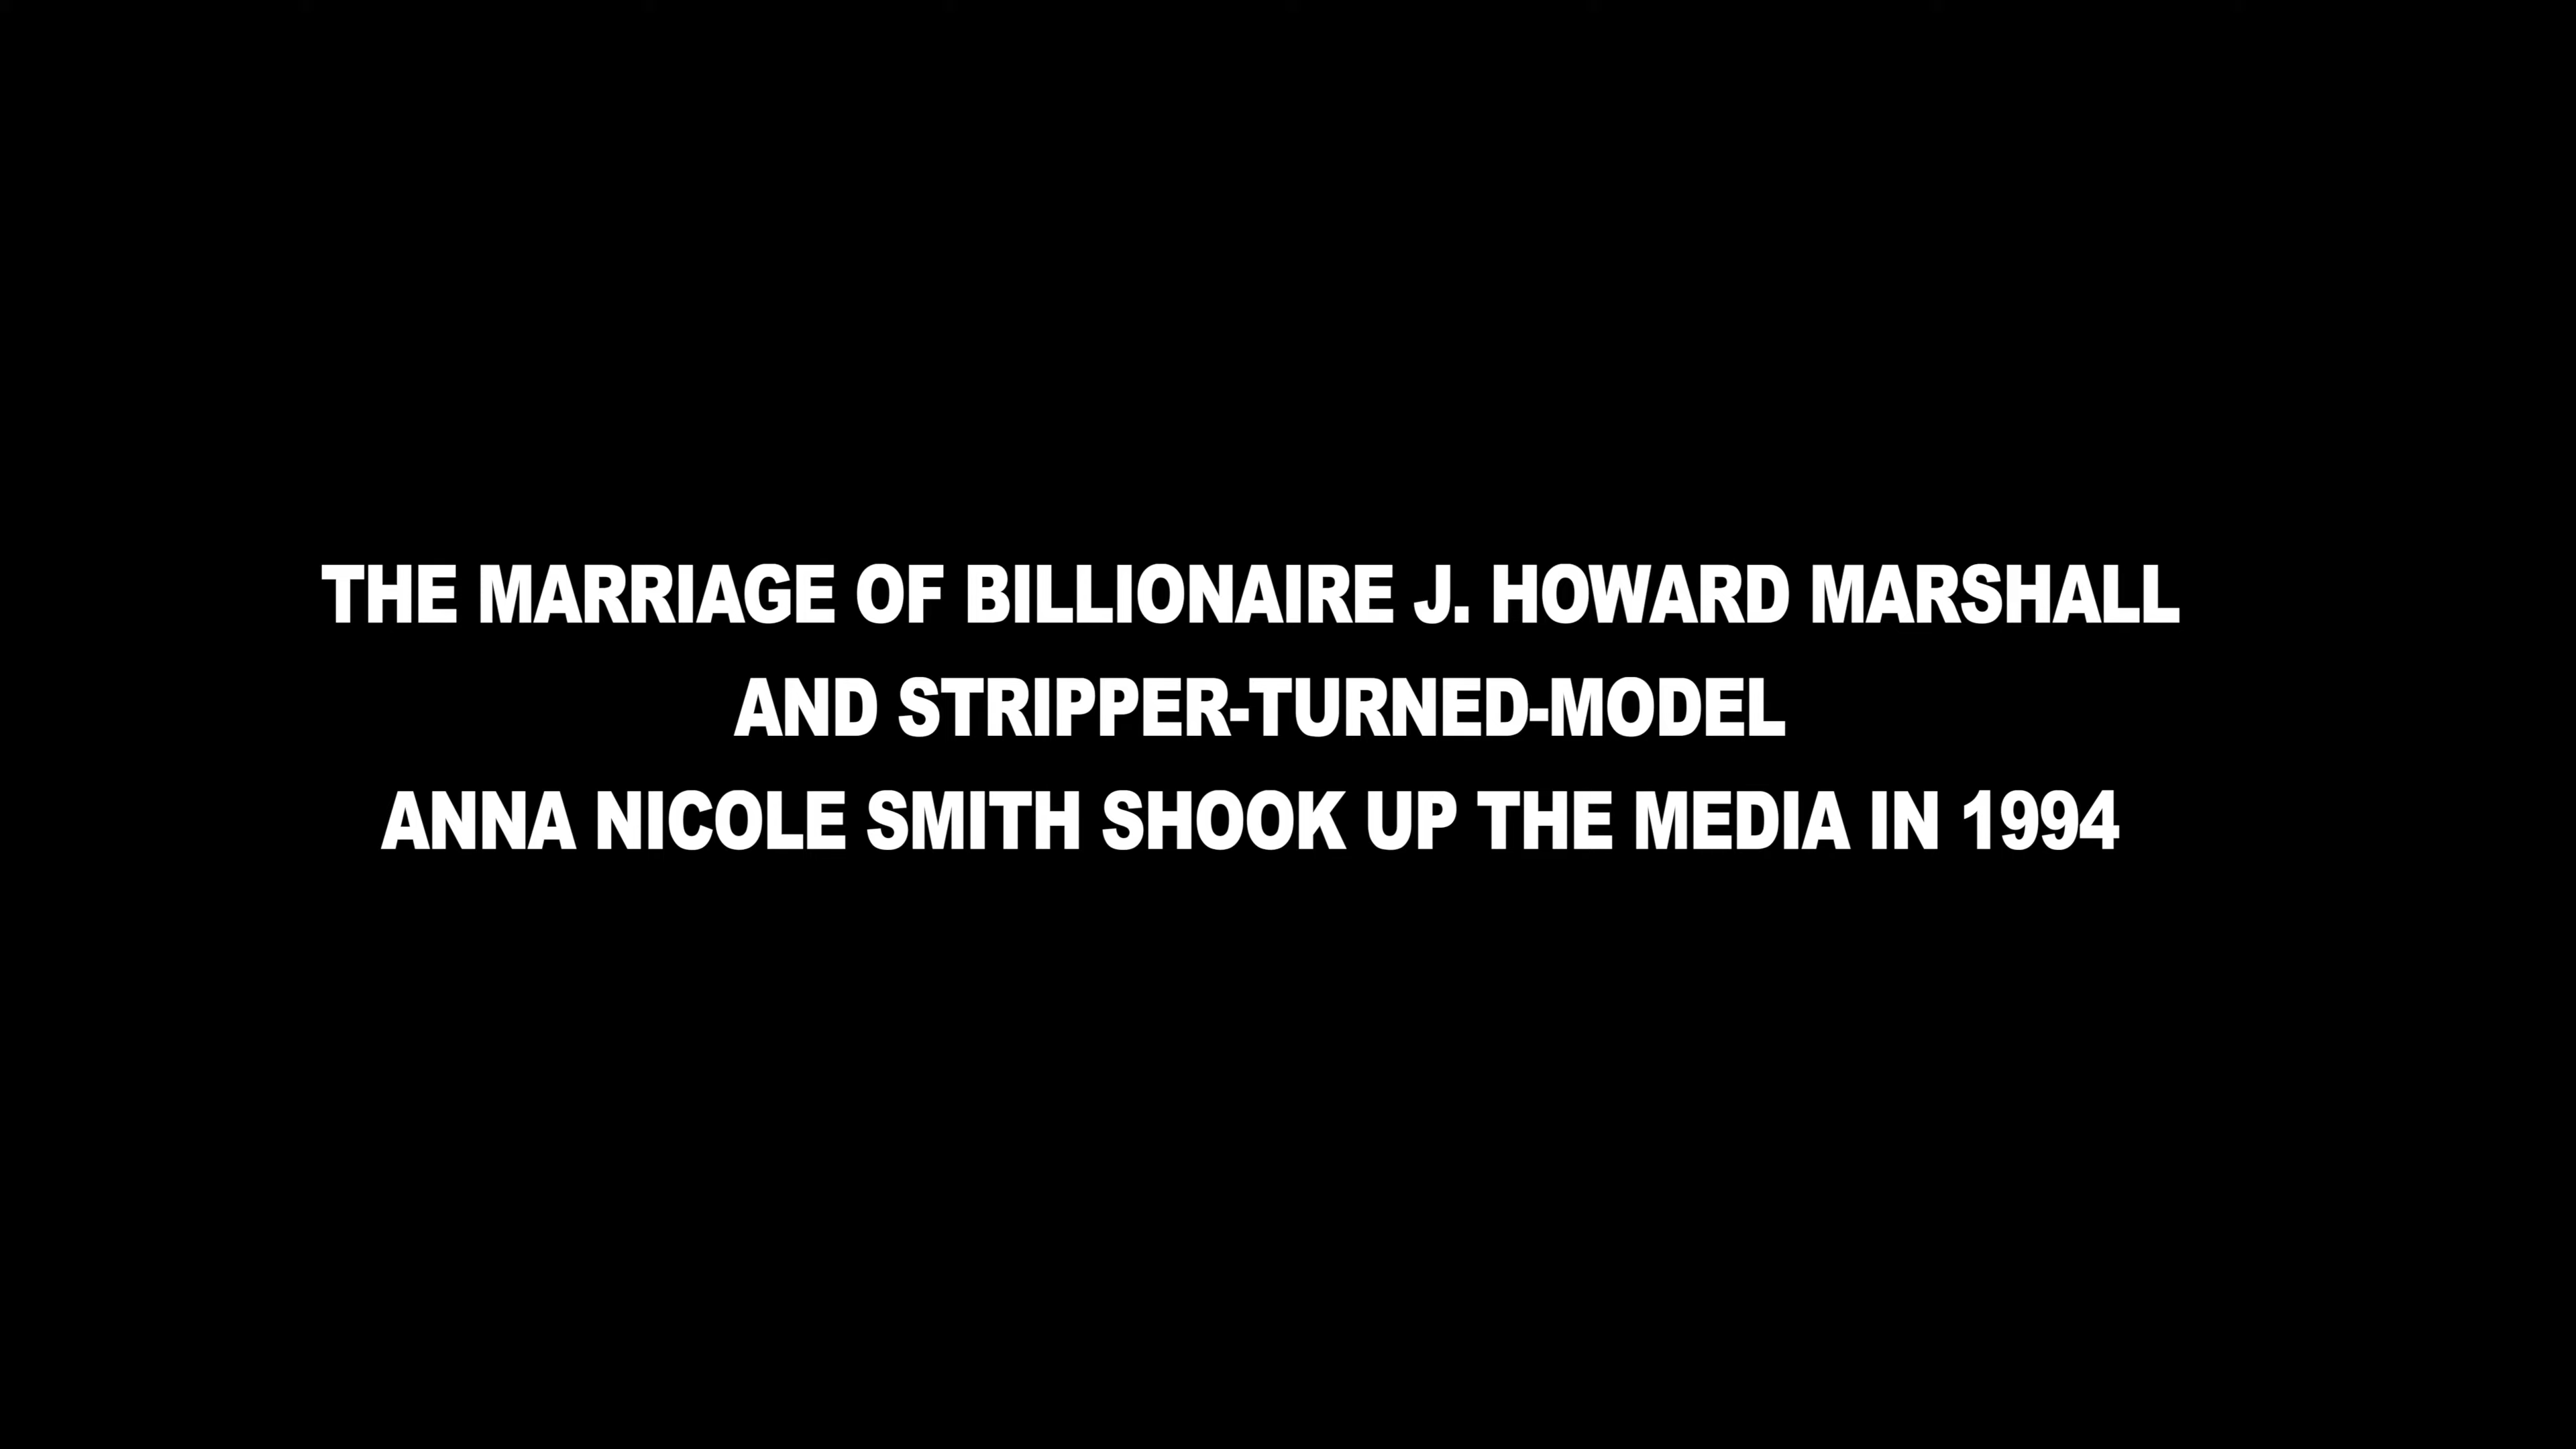 THE MARRIAGE OF BILLIONAIRE J. HOWARD MARSHALL
AND STRIPPER-TURNED-MODEL
ANNA NICOLE SMITH SHOOK UP THE MEDIA IN 1994